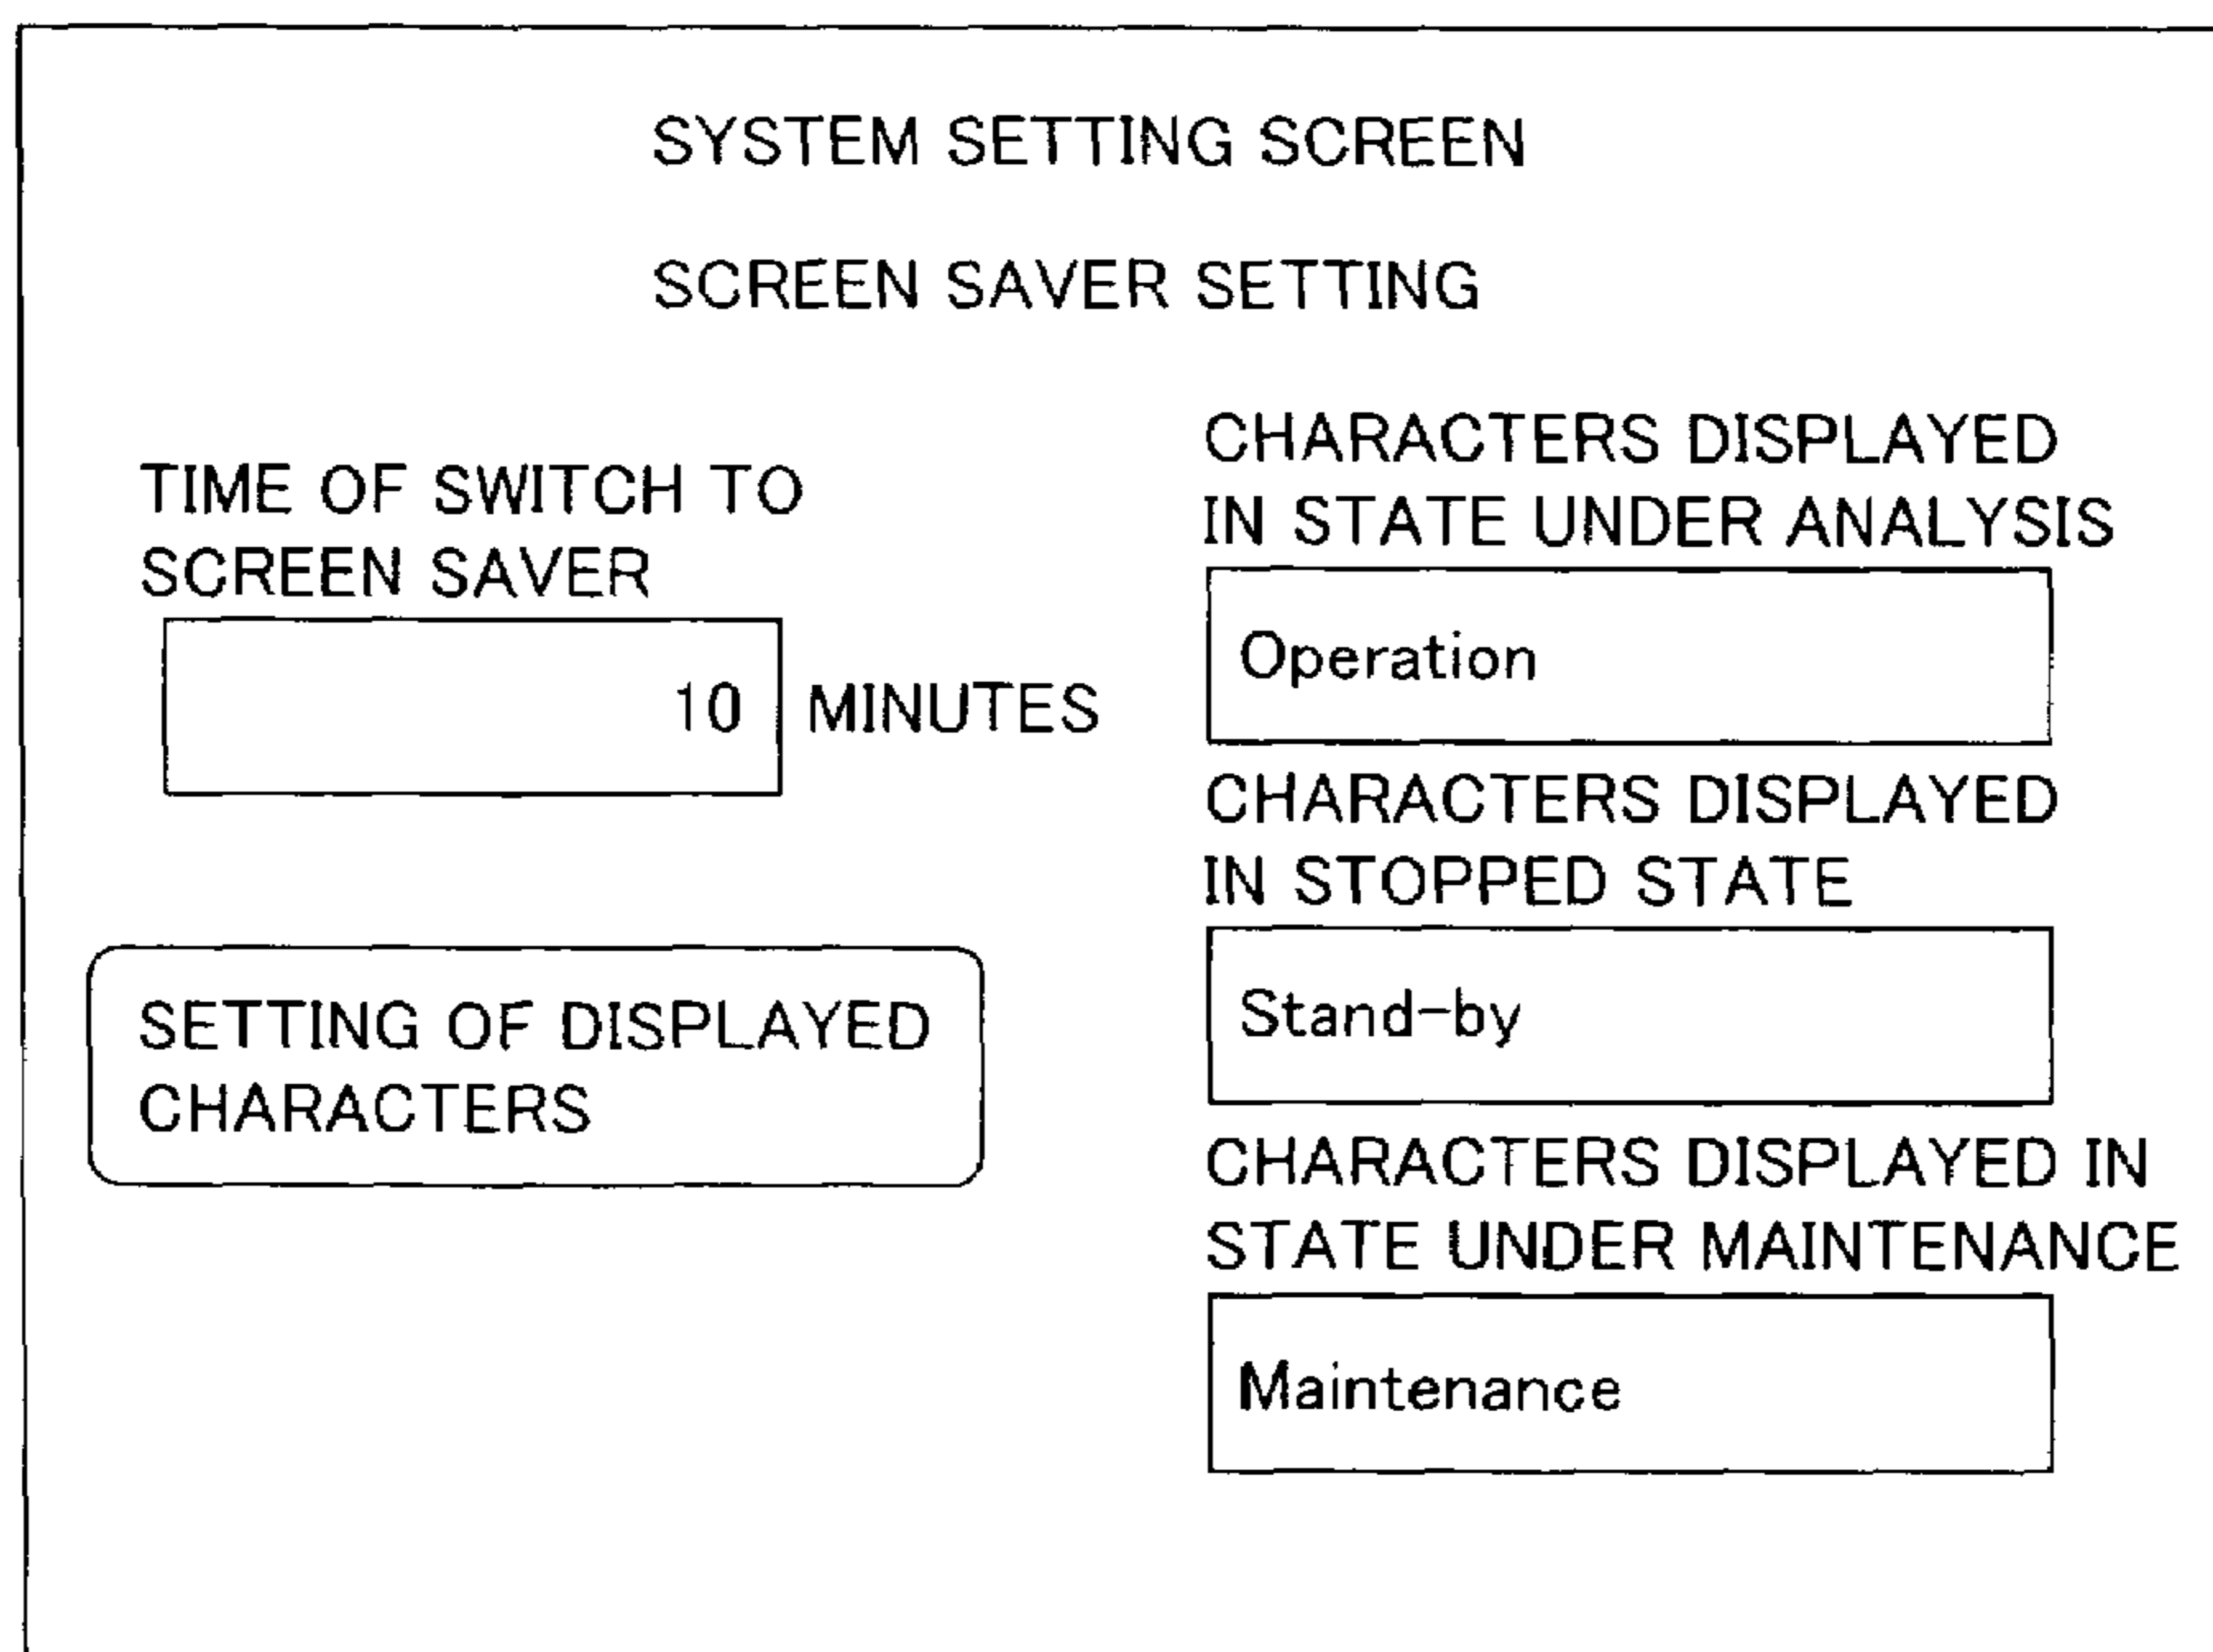 SYSTEM SETTING SCREEN
SCREEN SAVER SETTING
TIME OF SWITCH TO
SCREEN SAVER
10 MINUTES
SETTING OF DISPLAYED
CHARACTERS
CHARACTERS DISPLAYED
IN STATE UNDER ANALYSIS
Operation
CHARACTERS DISPLAYED
IN STOPPED STATE
Stand-by
CHARACTERS DISPLAYED IN
STATE UNDER MAINTENANCE
Maintenance